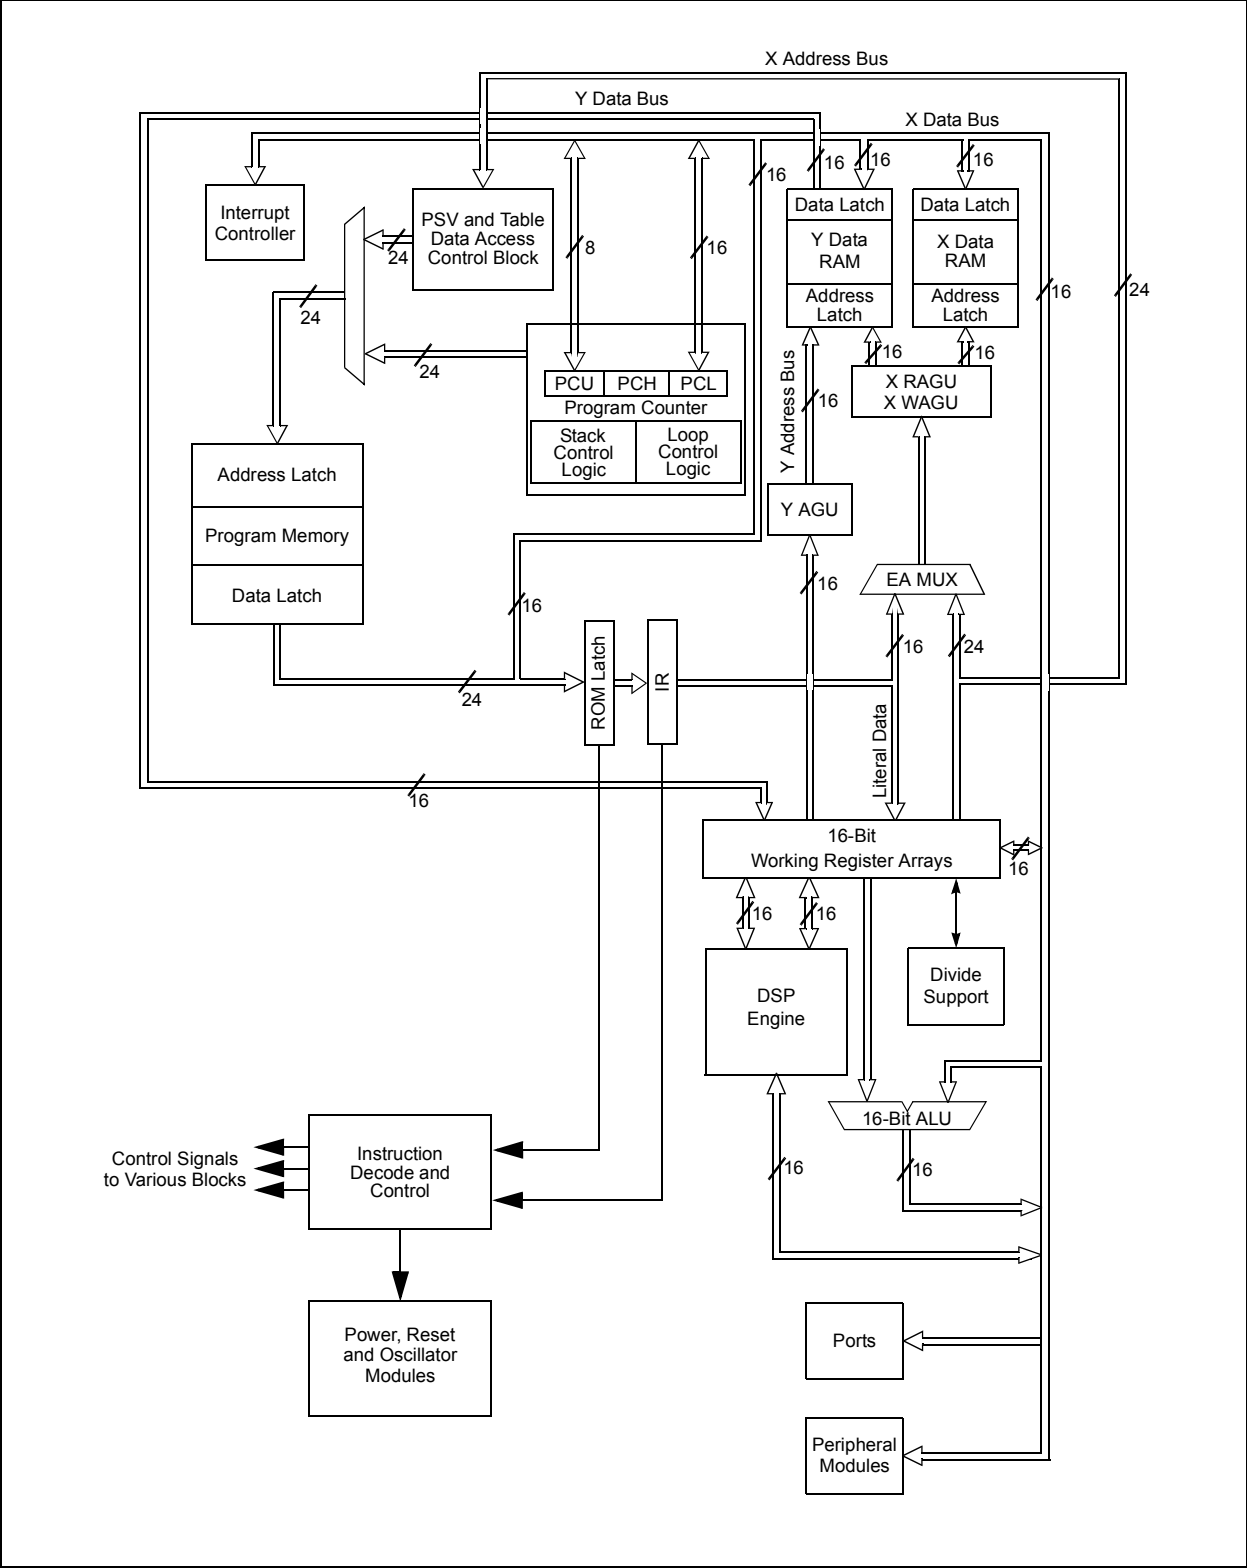 X Address Bus
Y Data Bus
X Data Bus
16
16
16
16
Interrupt
Controller
PSV and Table
Data Access
Control Block
24
8
16
Data Latch
Y Data
RAM
Address
Latch
Data Latch
X Data
RAM
Address
Latch
16
24
24
24
16
16
PCU
PCH
PCL
Program Counter
Stack
Control
Logic
Loop
Control
Logic
X RAGU
X WAGU
Y Address Bus
16
Address Latch
Program Memory
Data Latch
Y AGU
EA MUX
16
16
16
24
24
ROM Latch
IR
Literal Data
16
16-Bit
Working Register Arrays
16
16
16
DSP
Engine
Divide
Support
16-Bit ALU
16
16
Control Signals
to Various Blocks
Instruction
Decode and
Control
Power, Reset
and Oscillator
Modules
Ports
Peripheral
Modules